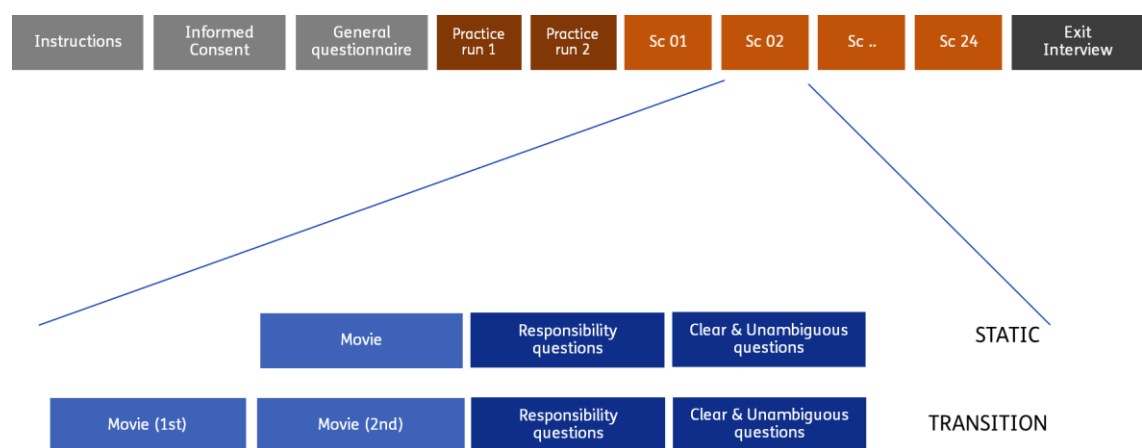 Instructions
Informed
Consent
General
questionnaire
Practice
run 1
Practice
run 2
Sc 01
Sc 02
Sc ..
Sc 24
Exit
Interview
Movie
Responsibility
questions
Clear & Unambiguous
questions
STATIC
Movie (1st)
Movie (2nd)
Responsibility
questions
Clear & Unambiguous
questions
TRANSITION